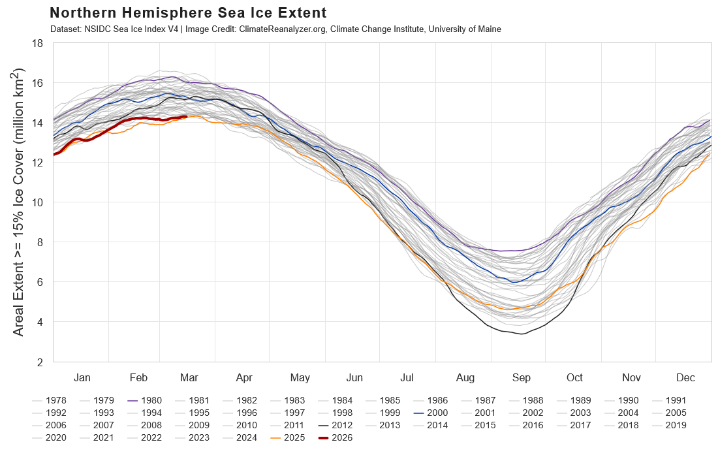 Northern Hemisphere Sea Ice Extent
Dataset: NSIDC Sea Ice Index V4 | Image Credit: ClimateReanalyzer.org, Climate Change Institute, University of Maine
Areal Extent >= 15% Ice Cover (million km²)
18
16
14
12
10
8
6
4
2
Jan Feb Mar Apr May Jun Jul Aug Sep Oct Nov Dec
1978 1979 1980 1981 1982 1983 1984 1985 1986 1987 1988 1989 1990 1991
1992 1993 1994 1995 1996 1997 1998 1999 2000 2001 2002 2003 2004 2005
2006 2007 2008 2009 2010 2011 2012 2013 2014 2015 2016 2017 2018 2019
2020 2021 2022 2023 2024 2025 2026